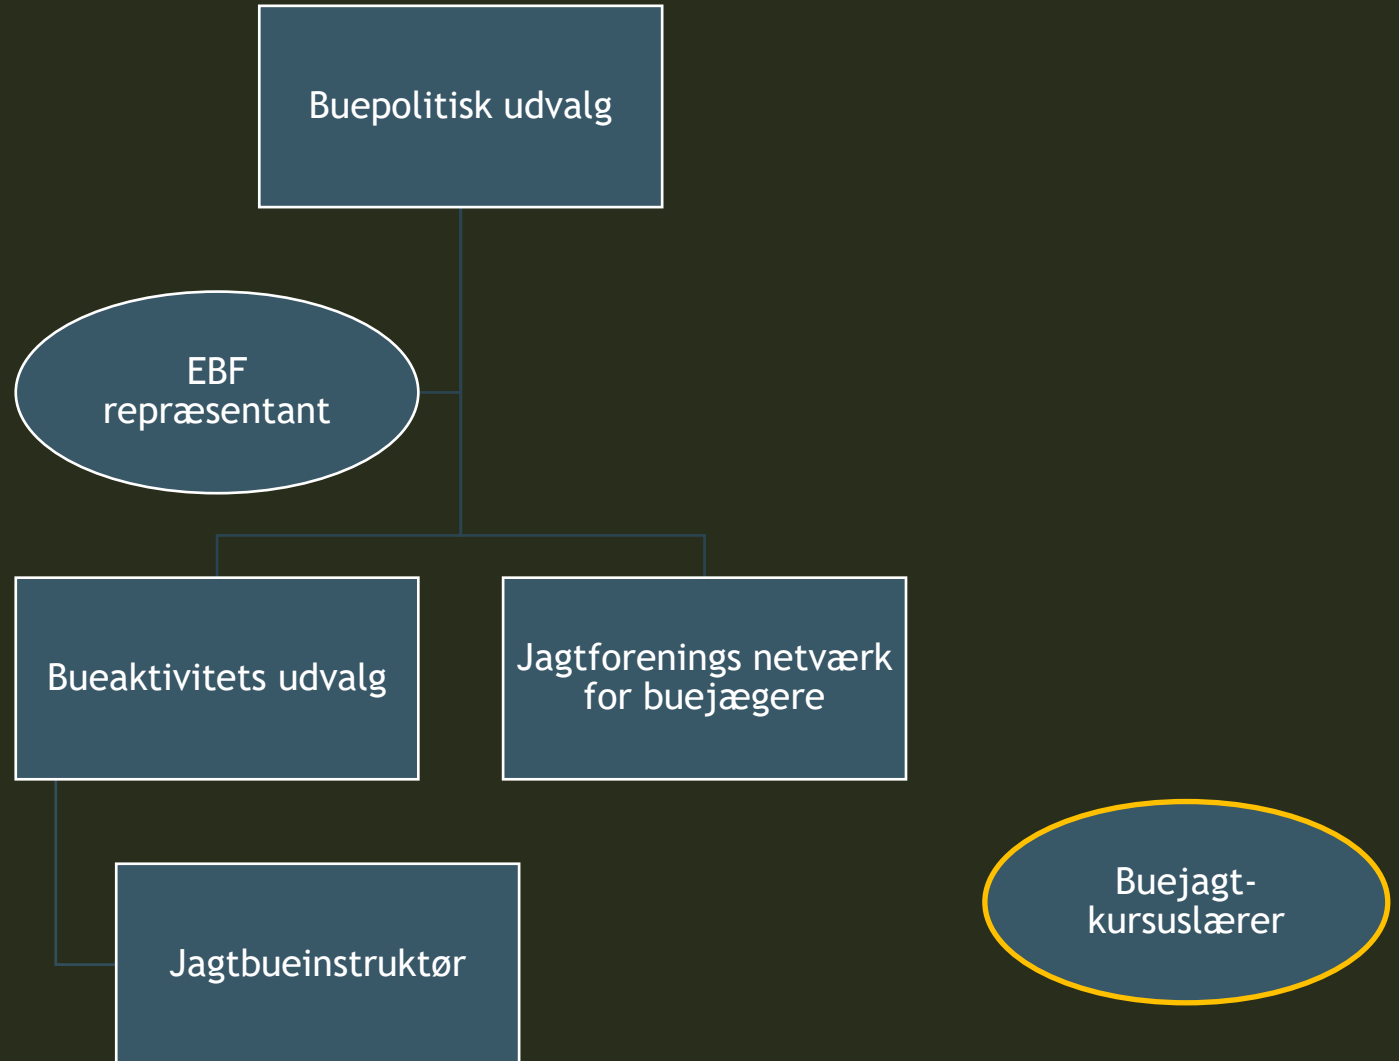 Buepolitisk udvalg
EBF
repræsentant
Bueaktivitets udvalg
Jagtforenings netværk
for buejægere
Jagtbueinstruktør
Buejagt-
kursuslærer